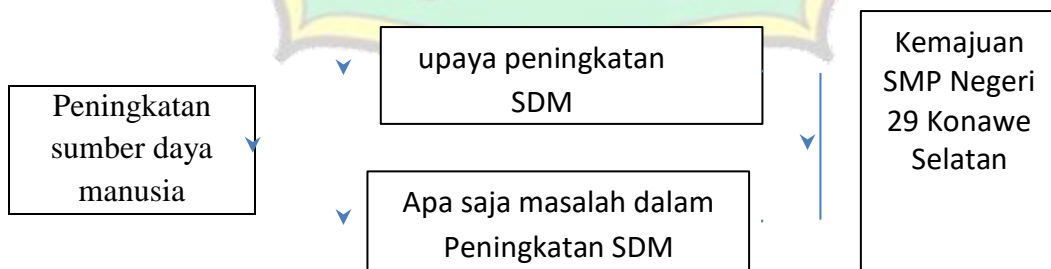 Peningkatan
sumber daya
manusia
upaya peningkatan
SDM
Apa saja masalah dalam
Peningkatan SDM
Kemajuan
SMP Negeri
29 Konawe
Selatan